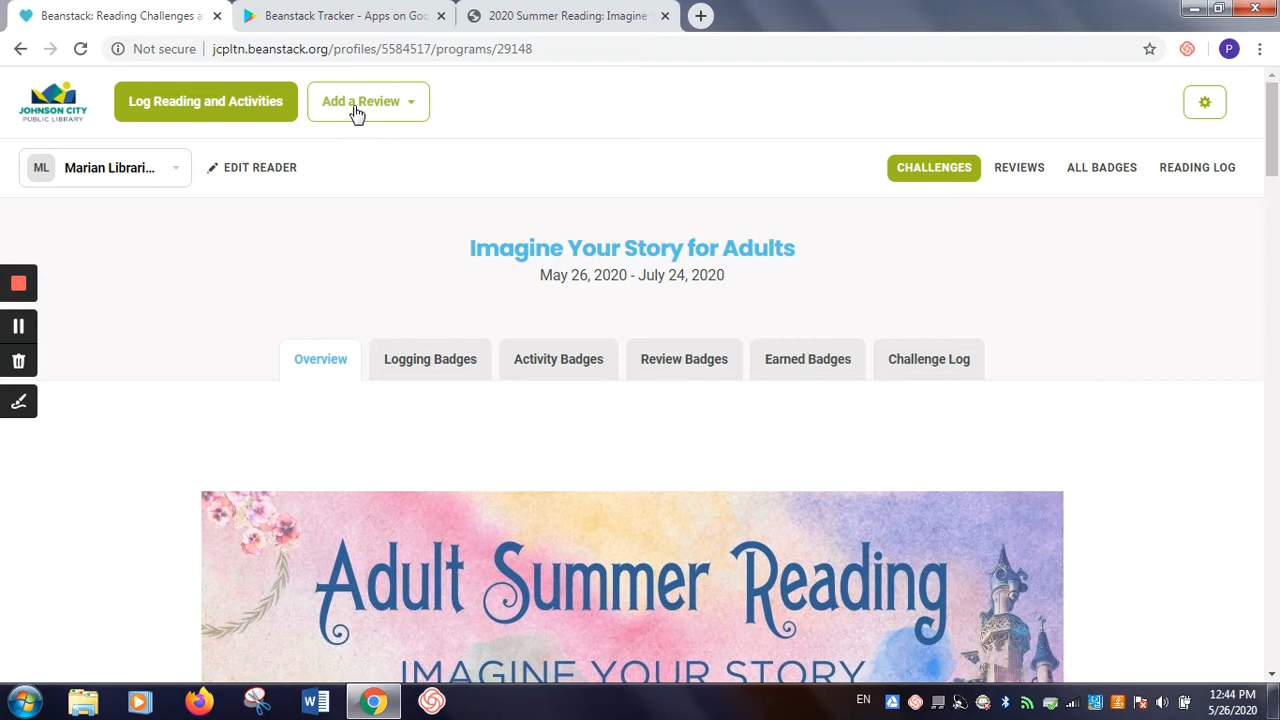 Beanstack: Reading Challenges a
Beanstack Tracker - Apps on Goo
2020 Summer Reading: Imagine
Not secure
jcpltn.beanstack.org/profiles/5584517/programs/29148
P
JOHNSON CITY
PUBLIC LIBRARY
Log Reading and Activities
Add a Review
ML
Marian Librari...
EDIT READER
CHALLENGES
REVIEWS
ALL BADGES
READING LOG
Imagine Your Story for Adults
May 26, 2020 - July 24, 2020
Overview
Logging Badges
Activity Badges
Review Badges
Earned Badges
Challenge Log
Adult Summer Reading
IMAGINE YOUR STORY
EN
12:44 PM
5/26/2020